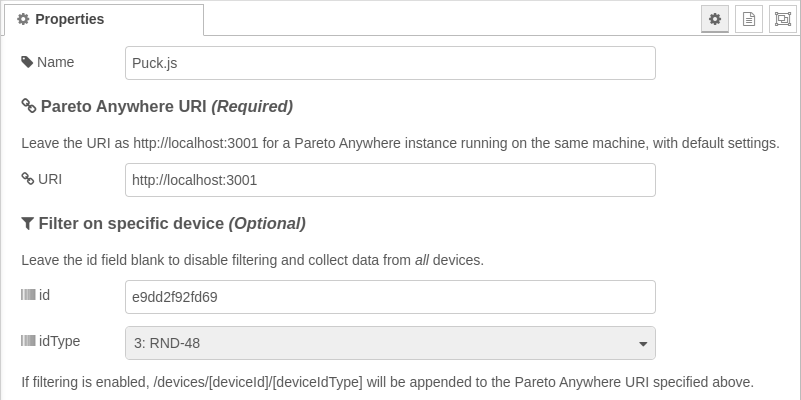 Properties
Name
Puck.js
Pareto Anywhere URI (Required)
Leave the URI as http://localhost:3001 for a Pareto Anywhere instance running on the same machine, with default settings.
URI
http://localhost:3001
Filter on specific device (Optional)
Leave the id field blank to disable filtering and collect data from all devices.
id
e9dd2f92fd69
idType
3: RND-48
If filtering is enabled, /devices/[deviceId]/[deviceIdType] will be appended to the Pareto Anywhere URI specified above.